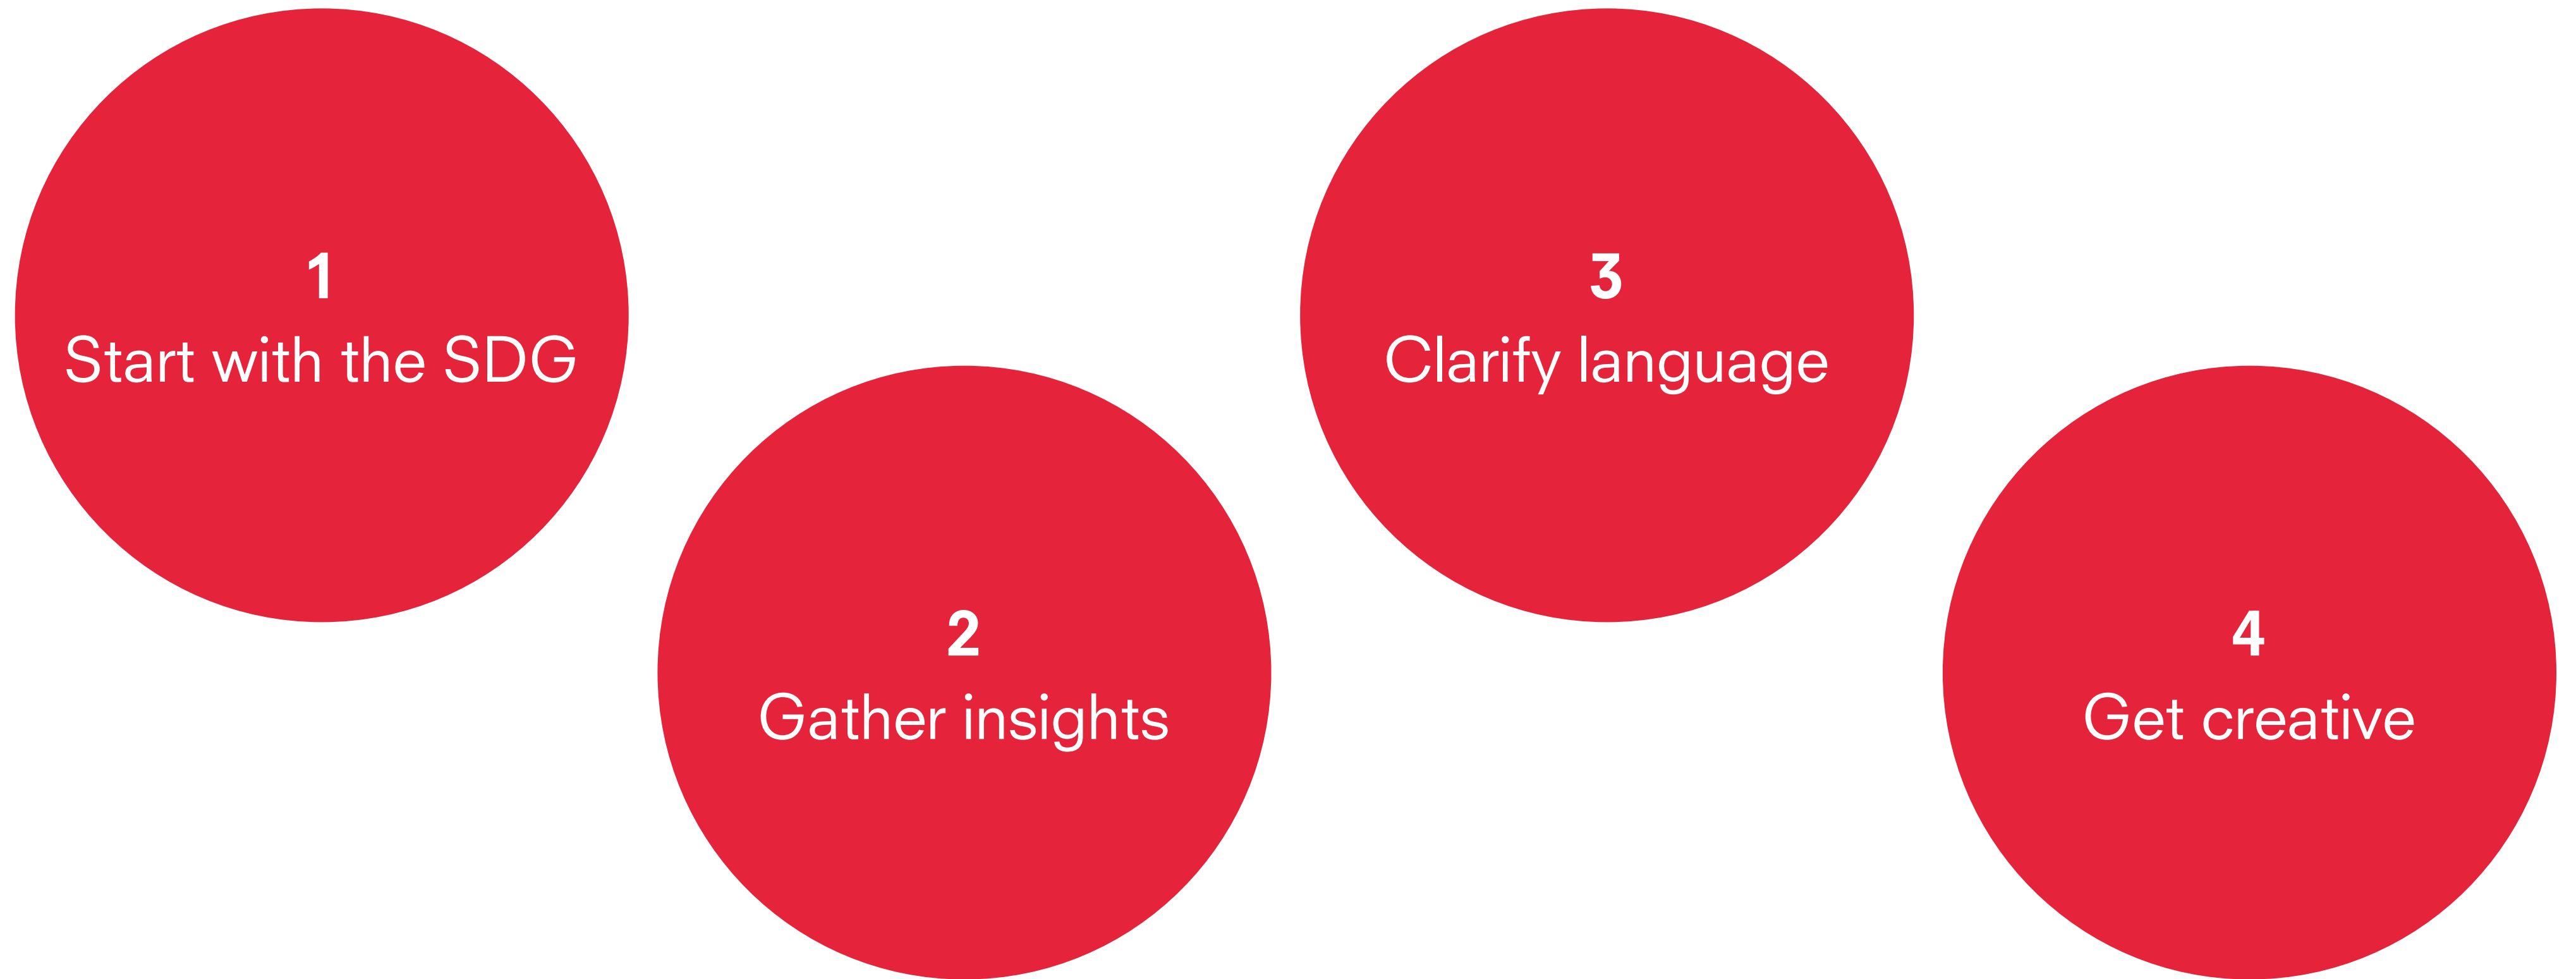 1
Start with the SDG
2
Gather insights
3
Clarify language
4
Get creative